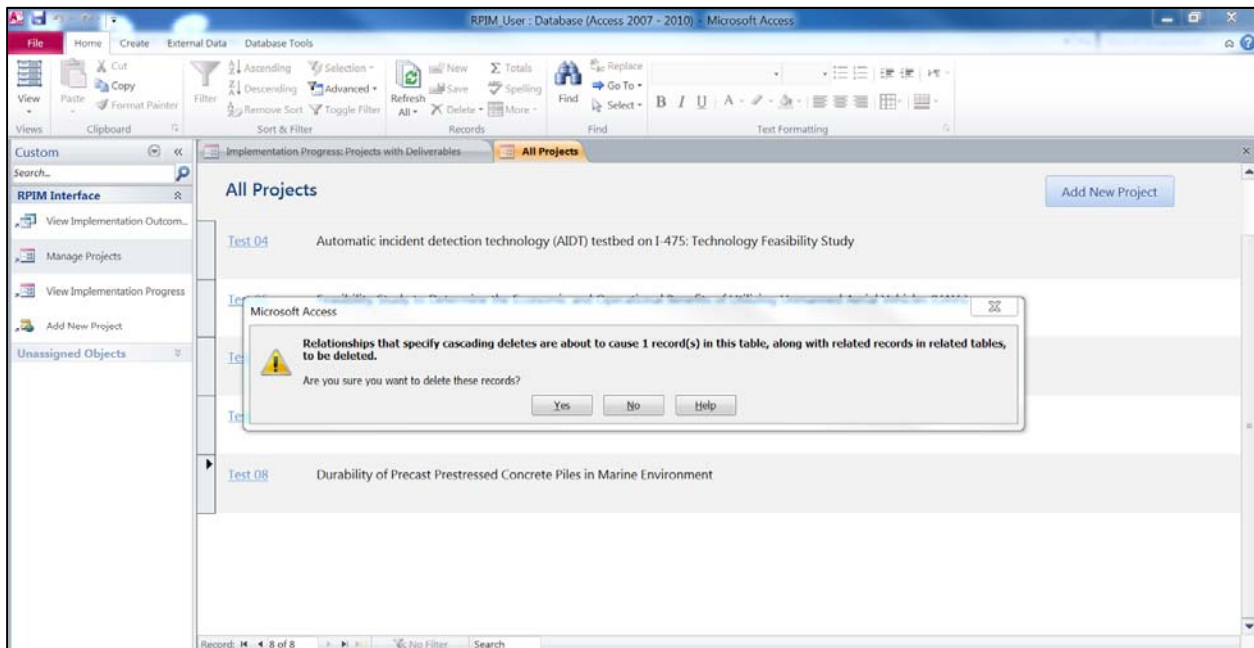 RPIM_User : Database (Access 2007 - 2010) - Microsoft Access
File Home Create External Data Database Tools
View
Paste
Cut
Copy
Format Painter
Filter
Ascending
Descending
Remove Sort
Selection
Advanced
Toggle Filter
Refresh All
New
Save
Delete
Totals
Spelling
More
Find
Replace
Go To
Select
B I U A
Views Clipboard Sort & Filter Records Find Text Formatting
Custom
Search...
RPIM Interface
View Implementation Outcom...
Manage Projects
View Implementation Progress
Add New Project
Unassigned Objects
Implementation Progress: Projects with Deliverables All Projects
All Projects
Add New Project
Test 04 Automatic incident detection technology (AIDT) testbed on I-475: Technology Feasibility Study
Microsoft Access
Relationships that specify cascading deletes are about to cause 1 record(s) in this table, along with related records in related tables,
to be deleted.
Are you sure you want to delete these records?
Yes No Help
Test 08 Durability of Precast Prestressed Concrete Piles in Marine Environment
Record: 8 of 8 No Filter Search